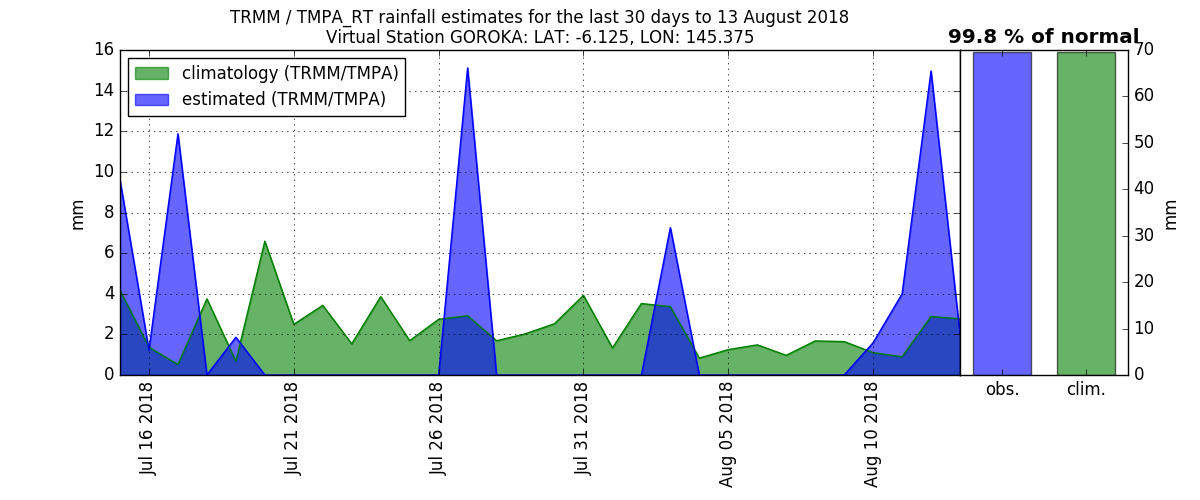 TRMM / TMPA_RT rainfall estimates for the last 30 days to 13 August 2018
Virtual Station GOROKA: LAT: -6.125, LON: 145.375
99.8 % of normal
climatology (TRMM/TMPA)
estimated (TRMM/TMPA)
mm
16
14
12
10
8
6
4
2
0
Jul 16 2018
Jul 21 2018
Jul 26 2018
Jul 31 2018
Aug 05 2018
Aug 10 2018
obs.
clim.
70
60
50
40
30
20
10
0
mm